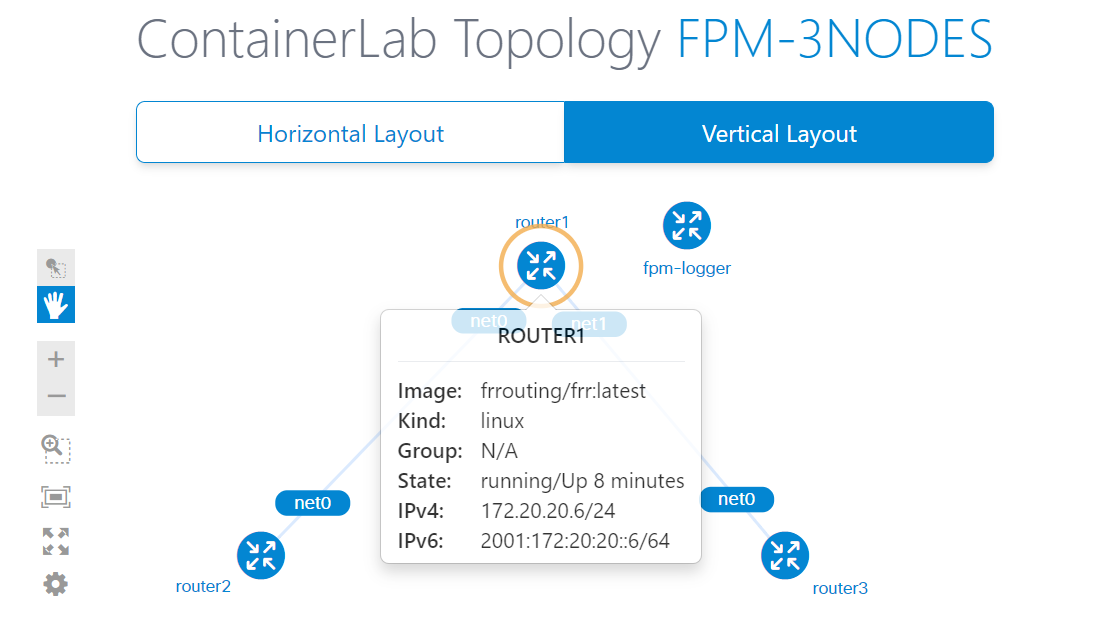 ContainerLab Topology FPM-3NODES
Horizontal Layout
Vertical Layout
router1
fpm-logger
net0
net1
ROUTER1
Image: frrouting/frr:latest
Kind: linux
Group: N/A
State: running/Up 8 minutes
IPv4: 172.20.20.6/24
IPv6: 2001:172:20:20::6/64
net0
net0
router2
router3